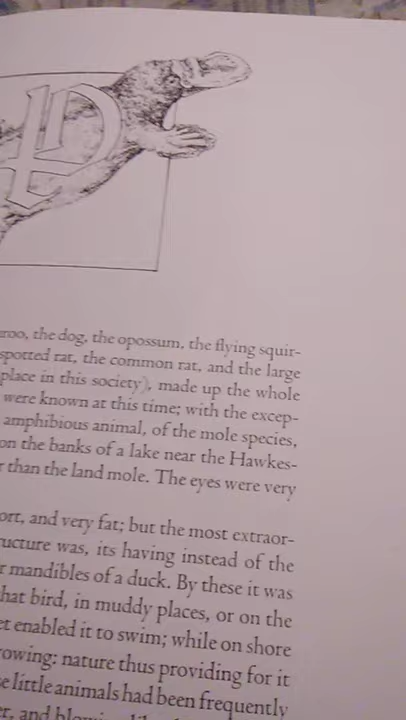 P
roo, the dog, the opossum, the flying squir-
spotted rat, the common rat, and the large
place in this society), made up the whole
were known at this time; with the excep-
amphibious animal, of the mole species,
on the banks of a lake near the Hawkes-
r than the land mole. The eyes were very
ort, and very fat; but the most extraor-
ucture was, its having instead of the
r mandibles of a duck. By these it was
hat bird, in muddy places, or on the
et enabled it to swim; while on shore
rowing: nature thus providing for it
se little animals had been frequently
er, and